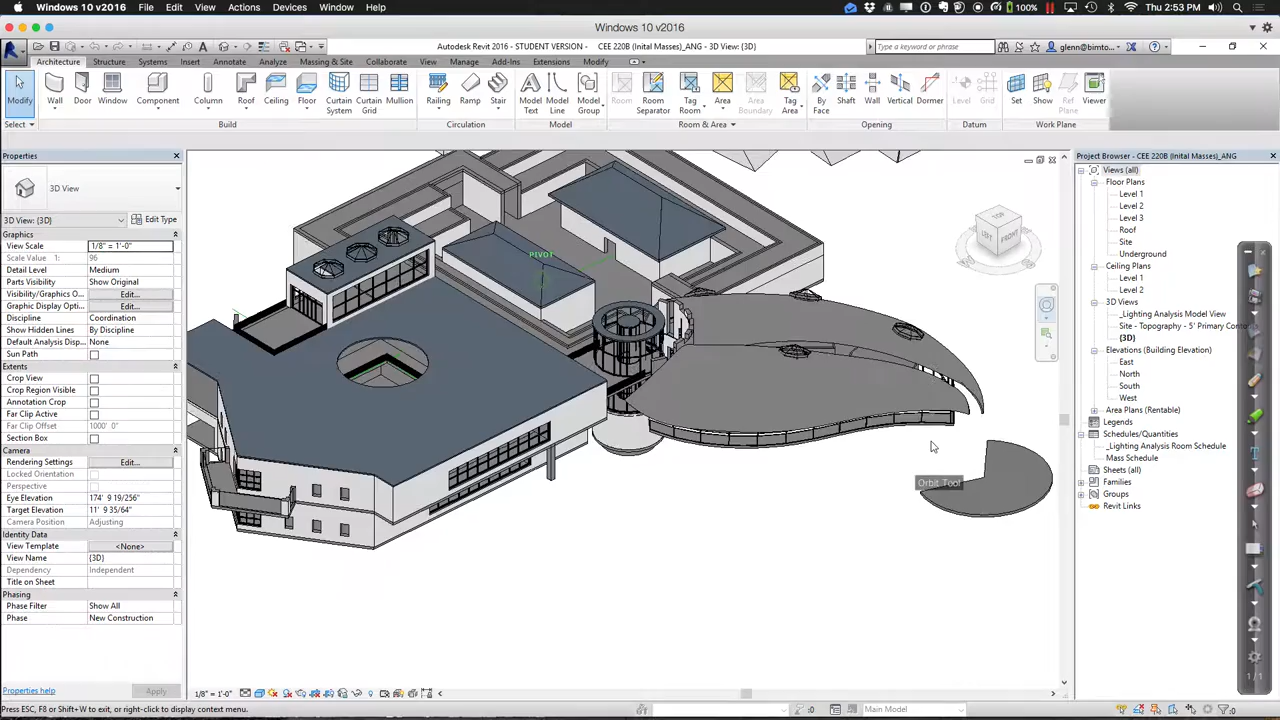 Windows 10 v2016 File Edit View Actions Devices Window Help 100% Thu 2:53 PM
Windows 10 v2016
Autodesk Revit 2016 - STUDENT VERSION - CEE 220B (Inital Masses)_ANG - 3D View: {3D} Type a keyword or phrase glenn@bimto...
Architecture Structure Systems Insert Annotate Analyze Massing & Site Collaborate View Manage Add-Ins Extensions Modify
Modify Wall Door Window Component Column Roof Ceiling Floor Curtain System Curtain Grid Mullion Railing Ramp Stair Model Text Model Line Model Group Room Room Separator Tag Room Area Area Boundary Tag Area By Face Shaft Wall Vertical Dormer Level Grid Set Show Ref Plane Viewer
Select Build Circulation Model Room & Area Opening Datum Work Plane
Properties
3D View
3D View: {3D} Edit Type
Graphics
View Scale 1/8" = 1'-0"
Scale Value 1: 96
Detail Level Medium
Parts Visibility Show Original
Visibility/Graphics O... Edit...
Graphic Display Opti... Edit...
Discipline Coordination
Show Hidden Lines By Discipline
Default Analysis Disp... None
Sun Path
Extents
Crop View
Crop Region Visible
Annotation Crop
Far Clip Active
Far Clip Offset 1000' 0"
Section Box
Camera
Rendering Settings Edit...
Locked Orientation
Perspective
Eye Elevation 174' 9 19/256"
Target Elevation 11' 9 35/64"
Camera Position Adjusting
Identity Data
View Template <None>
View Name {3D}
Dependency Independent
Title on Sheet
Phasing
Phase Filter Show All
Phase New Construction
Properties help Apply
PIVOT
TOP
LEFT FRONT
Orbit Tool
Project Browser - CEE 220B (Inital Masses)_ANG
Views (all)
Floor Plans
Level 1
Level 2
Level 3
Roof
Site
Underground
Ceiling Plans
Level 1
Level 2
3D Views
_Lighting Analysis Model View
Site - Topography - 5' Primary Conto
{3D}
Elevations (Building Elevation)
East
North
South
West
Area Plans (Rentable)
Legends
Schedules/Quantities
_Lighting Analysis Room Schedule
Mass Schedule
Sheets (all)
Families
Groups
Revit Links
1 / 1
1/8" = 1'-0"
Press ESC, F8 or Shift+W to exit, or right-click to display context menu. :0 Main Model :0